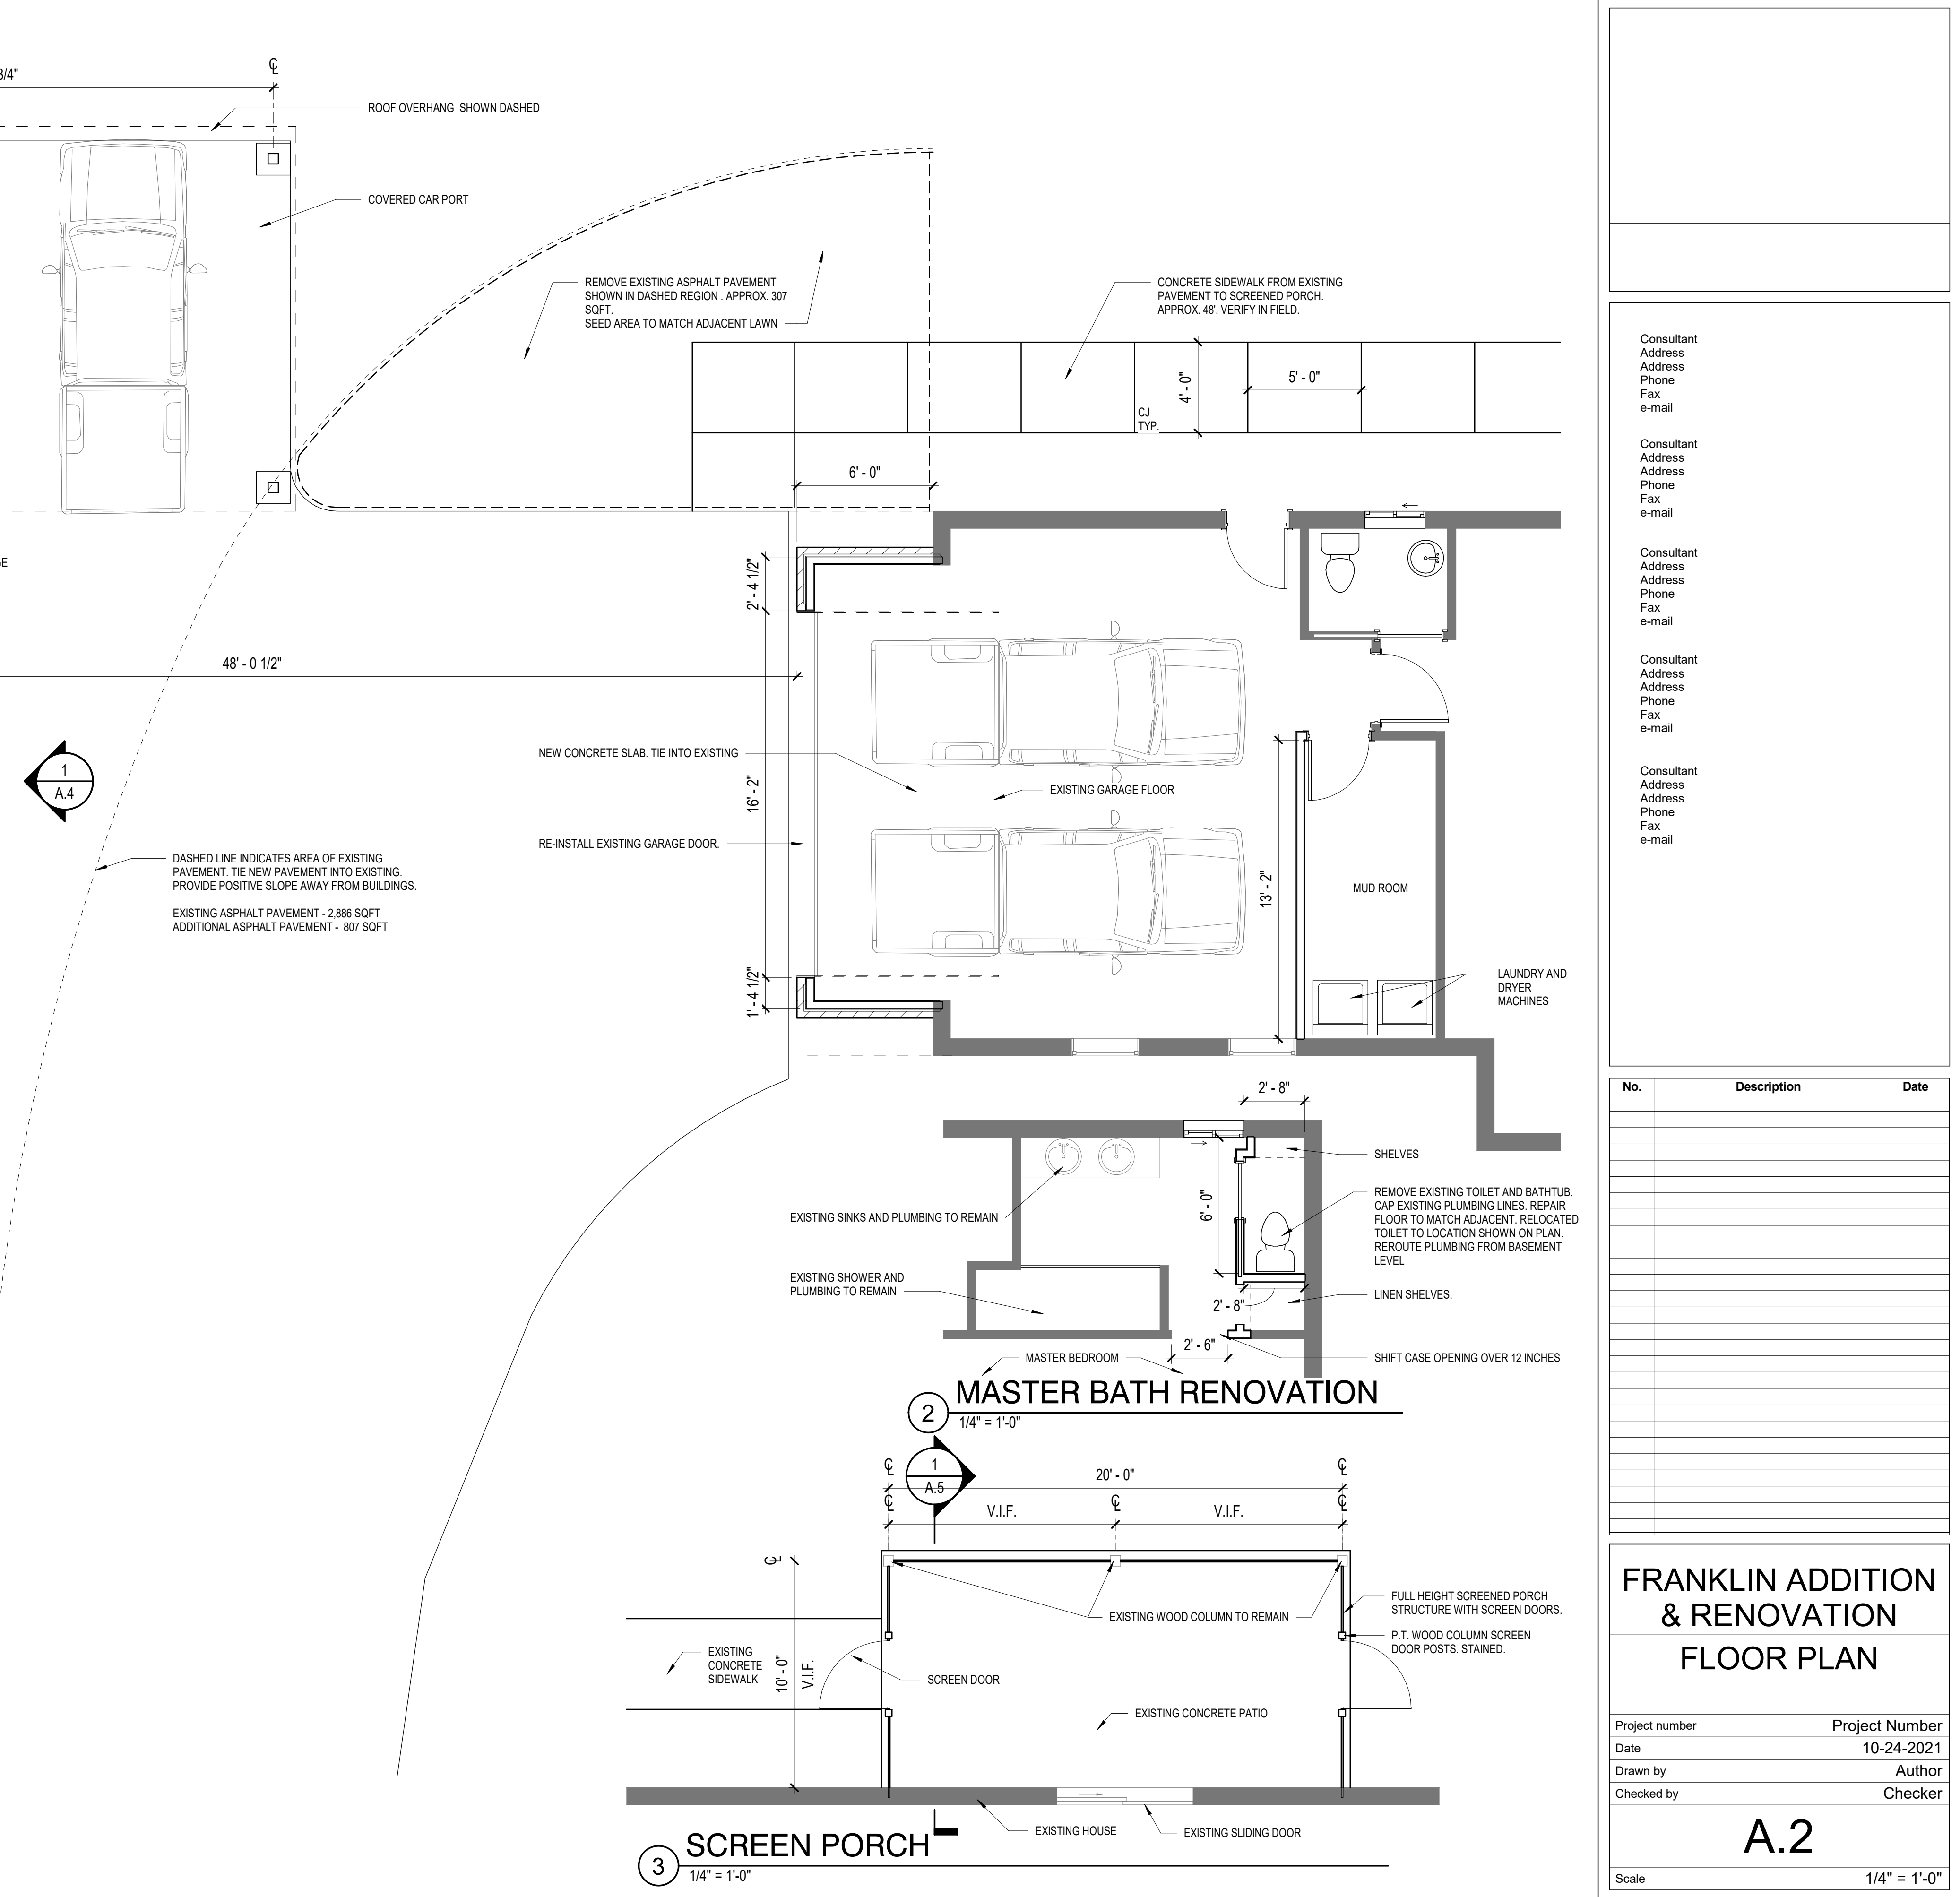 3/4"
℄
ROOF OVERHANG SHOWN DASHED
COVERED CAR PORT
REMOVE EXISTING ASPHALT PAVEMENT
SHOWN IN DASHED REGION . APPROX. 307
SQFT.
SEED AREA TO MATCH ADJACENT LAWN
CONCRETE SIDEWALK FROM EXISTING
PAVEMENT TO SCREENED PORCH.
APPROX. 48'. VERIFY IN FIELD.
4' - 0"
5' - 0"
CJ
TYP.
6' - 0"
GE
2' - 4 1/2"
48' - 0 1/2"
1
A.4
NEW CONCRETE SLAB. TIE INTO EXISTING
16' - 2"
EXISTING GARAGE FLOOR
RE-INSTALL EXISTING GARAGE DOOR.
DASHED LINE INDICATES AREA OF EXISTING
PAVEMENT. TIE NEW PAVEMENT INTO EXISTING.
PROVIDE POSITIVE SLOPE AWAY FROM BUILDINGS.
EXISTING ASPHALT PAVEMENT - 2,886 SQFT
ADDITIONAL ASPHALT PAVEMENT - 807 SQFT
13' - 2"
MUD ROOM
1' - 4 1/2"
LAUNDRY AND
DRYER
MACHINES
2' - 8"
SHELVES
REMOVE EXISTING TOILET AND BATHTUB.
CAP EXISTING PLUMBING LINES. REPAIR
FLOOR TO MATCH ADJACENT. RELOCATED
TOILET TO LOCATION SHOWN ON PLAN.
REROUTE PLUMBING FROM BASEMENT
LEVEL
6' - 0"
EXISTING SINKS AND PLUMBING TO REMAIN
EXISTING SHOWER AND
PLUMBING TO REMAIN
LINEN SHELVES.
2' - 8"
2' - 6"
MASTER BEDROOM
SHIFT CASE OPENING OVER 12 INCHES
2
MASTER BATH RENOVATION
1/4" = 1'-0"
1
A.5
℄
20' - 0"
℄
℄
V.I.F.
℄
V.I.F.
℄
℄
EXISTING WOOD COLUMN TO REMAIN
FULL HEIGHT SCREENED PORCH
STRUCTURE WITH SCREEN DOORS.
P.T. WOOD COLUMN SCREEN
DOOR POSTS. STAINED.
EXISTING
CONCRETE
SIDEWALK
10' - 0"
V.I.F.
SCREEN DOOR
EXISTING CONCRETE PATIO
EXISTING HOUSE
EXISTING SLIDING DOOR
3
SCREEN PORCH
1/4" = 1'-0"
Consultant
Address
Address
Phone
Fax
e-mail
Consultant
Address
Address
Phone
Fax
e-mail
Consultant
Address
Address
Phone
Fax
e-mail
Consultant
Address
Address
Phone
Fax
e-mail
Consultant
Address
Address
Phone
Fax
e-mail
No. Description Date
FRANKLIN ADDITION
& RENOVATION
FLOOR PLAN
Project number Project Number
Date 10-24-2021
Drawn by Author
Checked by Checker
A.2
Scale 1/4" = 1'-0"